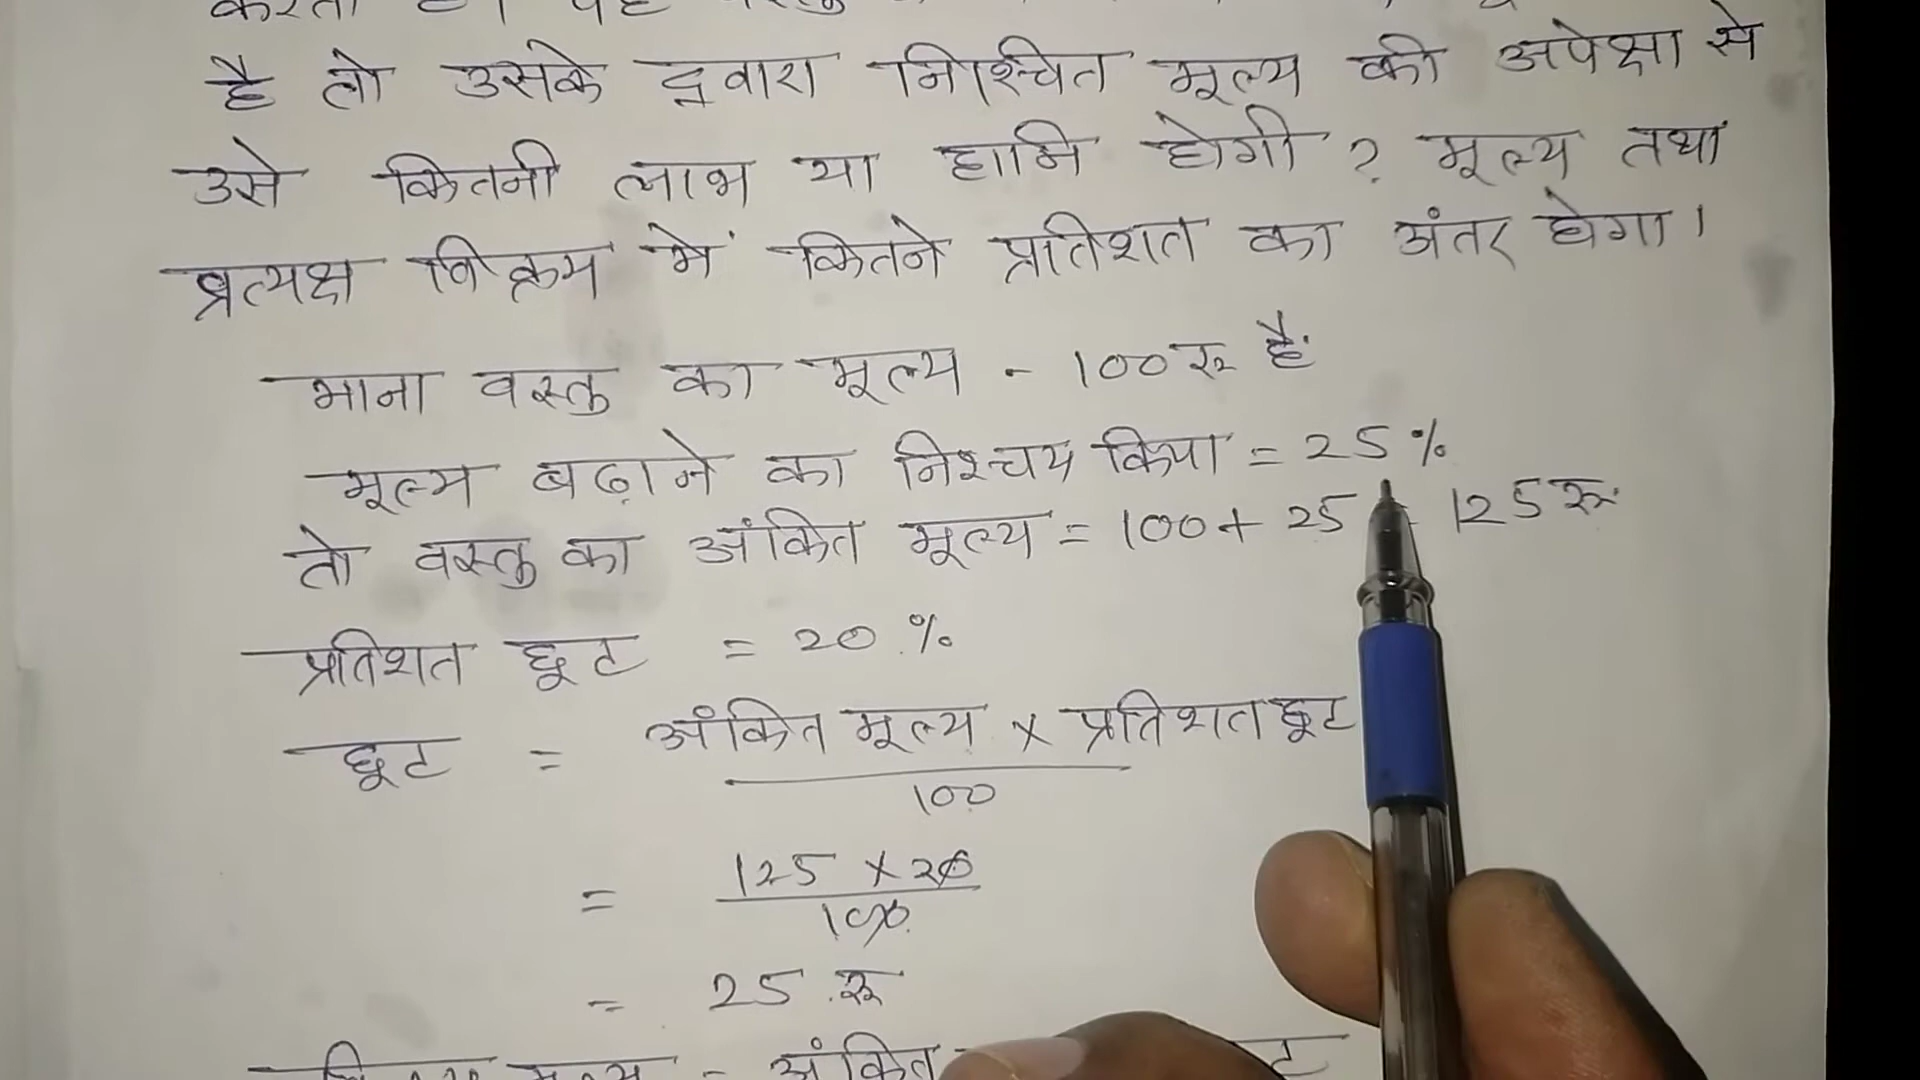 है तो उसके द्वारा निश्चित मूल्य की अपेक्षा से
उसे कितनी लाभ या हानि होगी ? मूल्य तथा
प्रत्यक्ष विक्रय में कितने प्रतिशत का अंतर होगा।
माना वस्तु का मूल्य - 100 रू है
मूल्य बढ़ाने का निश्चय किया = 25 %
तो वस्तु का अंकित मूल्य = 100 + 25 125 रू
प्रतिशत छूट = 20 %
छूट = अंकित मूल्य x प्रतिशत छूट
100
= 125 x 20
100
= 25 रू
मूल्य - अंकित